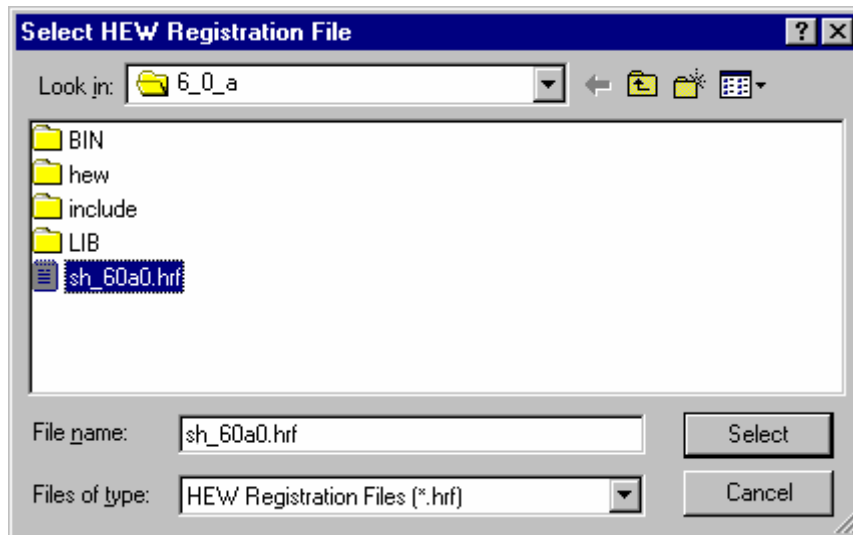 Select HEW Registration File
Look in: 6_0_a
BIN
hew
include
LIB
sh_60a0.hrf
File name: sh_60a0.hrf Select
Files of type: HEW Registration Files (*.hrf) Cancel